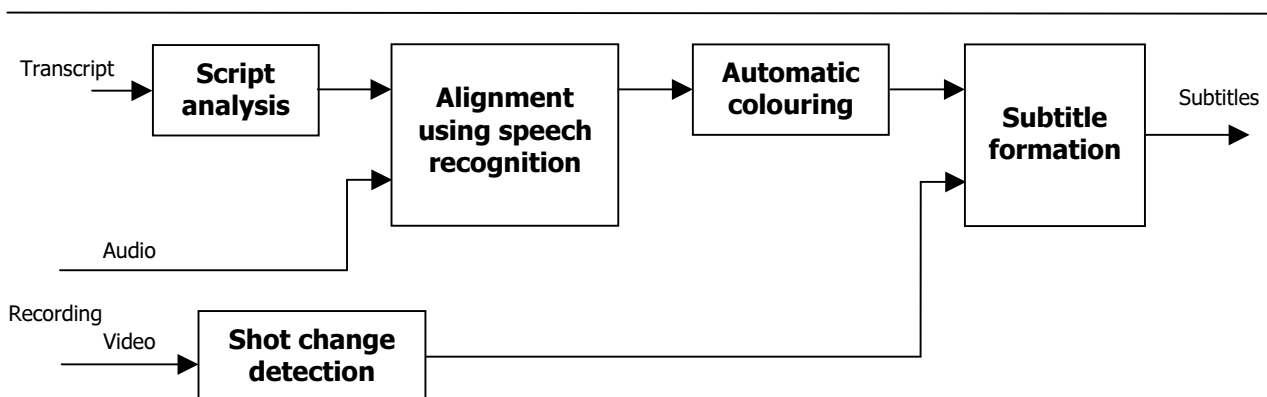 Transcript
Script
analysis
Alignment
using speech
recognition
Automatic
colouring
Subtitle
formation
Subtitles
Audio
Recording
Video
Shot change
detection